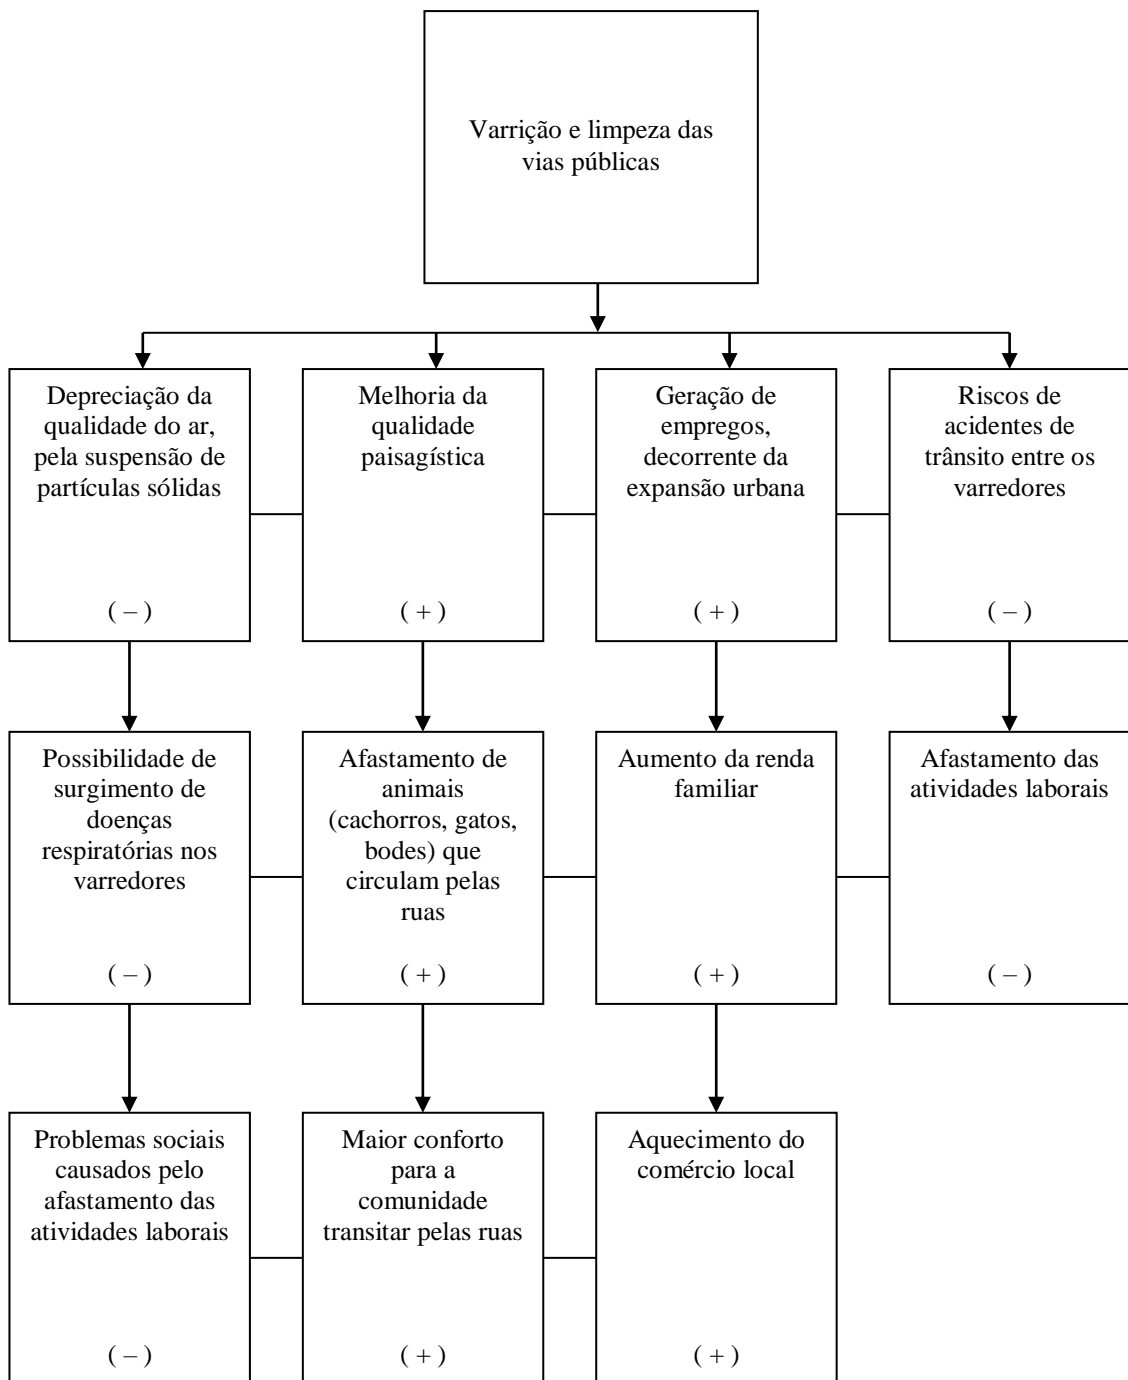 Varrição e limpeza das
vias públicas
Depreciação da
qualidade do ar,
pela suspensão de
partículas sólidas
( – )
Melhoria da
qualidade
paisagística
( + )
Geração de
empregos,
decorrente da
expansão urbana
( + )
Riscos de
acidentes de
trânsito entre os
varredores
( – )
Possibilidade de
surgimento de
doenças
respiratórias nos
varredores
( – )
Afastamento de
animais
(cachorros, gatos,
bodes) que
circulam pelas
ruas
( + )
Aumento da renda
familiar
( + )
Afastamento das
atividades laborais
( – )
Problemas sociais
causados pelo
afastamento das
atividades laborais
( – )
Maior conforto
para a
comunidade
transitar pelas ruas
( + )
Aquecimento do
comércio local
( + )